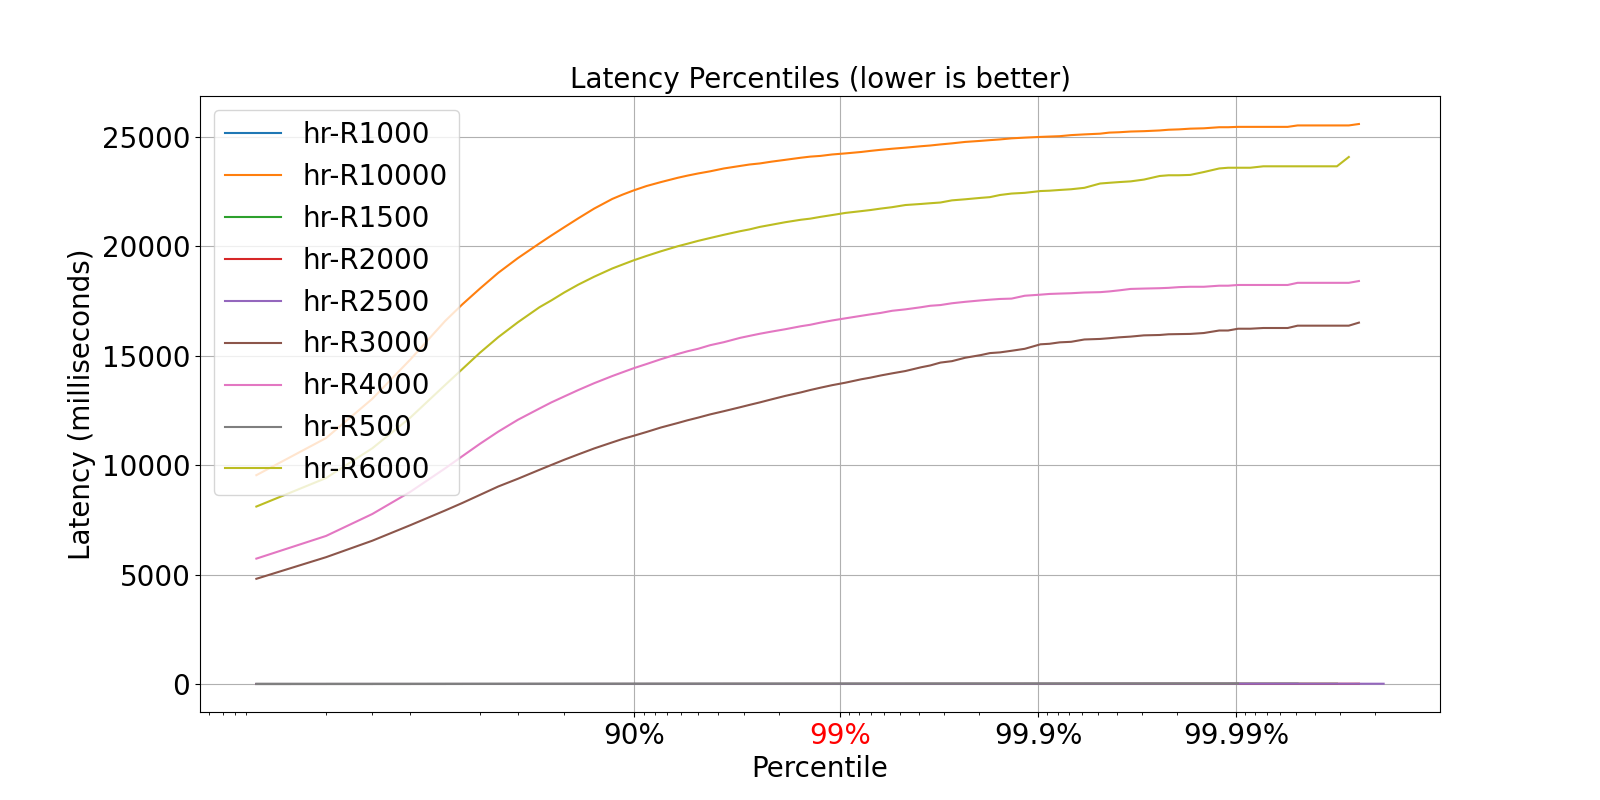 Latency Percentiles (lower is better)
hr-R1000
hr-R10000
hr-R1500
hr-R2000
hr-R2500
hr-R3000
hr-R4000
hr-R500
hr-R6000
25000
20000
15000
10000
5000
0
Latency (milliseconds)
90% 99% 99.9% 99.99%
Percentile